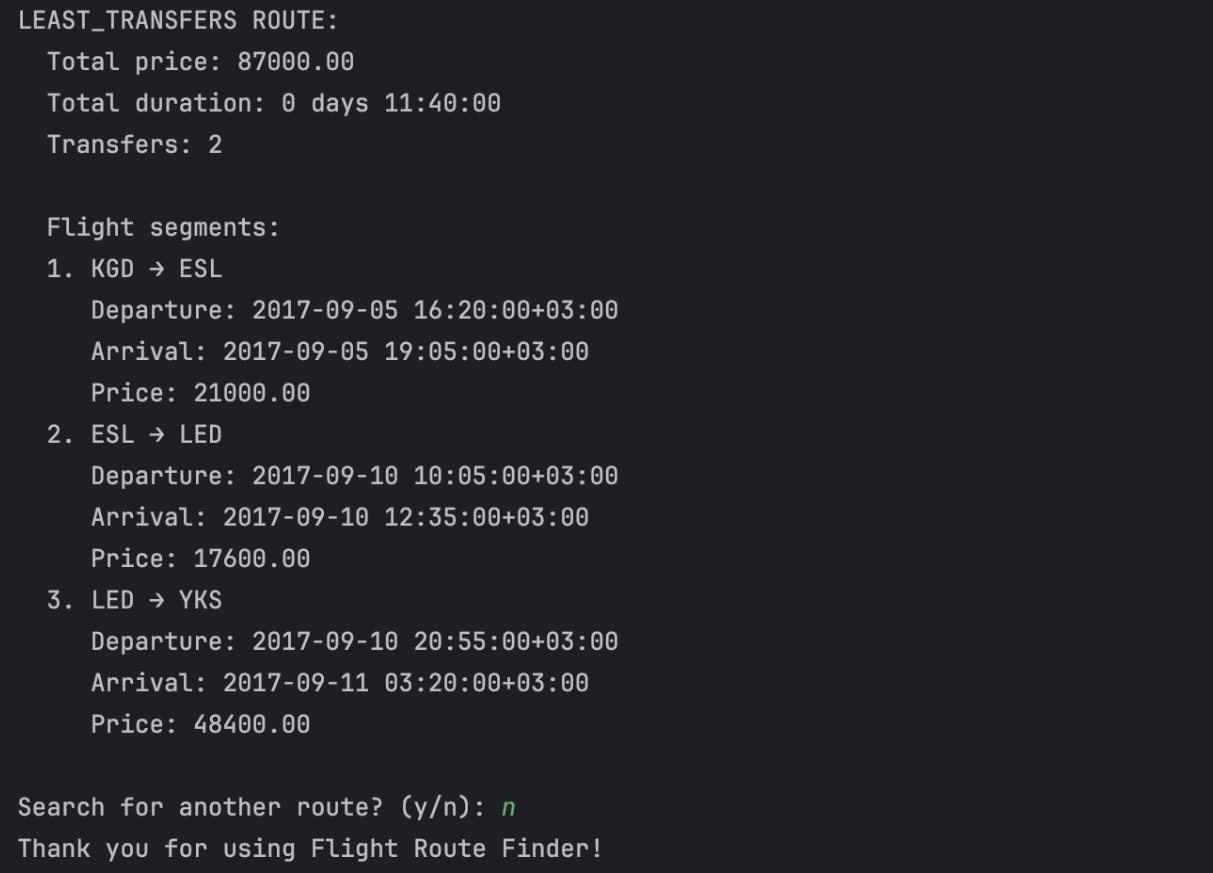 LEAST_TRANSFERS ROUTE:
Total price: 87000.00
Total duration: 0 days 11:40:00
Transfers: 2
Flight segments:
1. KGD → ESL
Departure: 2017-09-05 16:20:00+03:00
Arrival: 2017-09-05 19:05:00+03:00
Price: 21000.00
2. ESL → LED
Departure: 2017-09-10 10:05:00+03:00
Arrival: 2017-09-10 12:35:00+03:00
Price: 17600.00
3. LED → YKS
Departure: 2017-09-10 20:55:00+03:00
Arrival: 2017-09-11 03:20:00+03:00
Price: 48400.00
Search for another route? (y/n): n
Thank you for using Flight Route Finder!